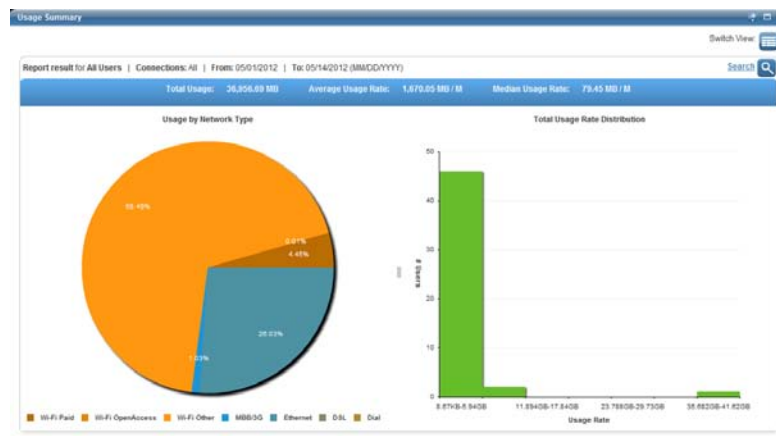 Usage Summary
Switch View:
Report result for All Users | Connections: All | From: 05/01/2012 | To: 05/14/2012 (MM/DD/YYYY)
Search
Total Usage: 36,956.69 MB Average Usage Rate: 1,670.05 MB / M Median Usage Rate: 79.45 MB / M
Usage by Network Type
Total Usage Rate Distribution
0.01%
4.45%
1.03%
50
40
30
20
10
0
# Users
8.67KB-5.94GB 11.894GB-17.84GB 23.788GB-29.73GB 35.682GB-41.62GB
Usage Rate
Wi-Fi Paid Wi-Fi OpenAccess Wi-Fi Other MBB/3G Ethernet DSL Dial